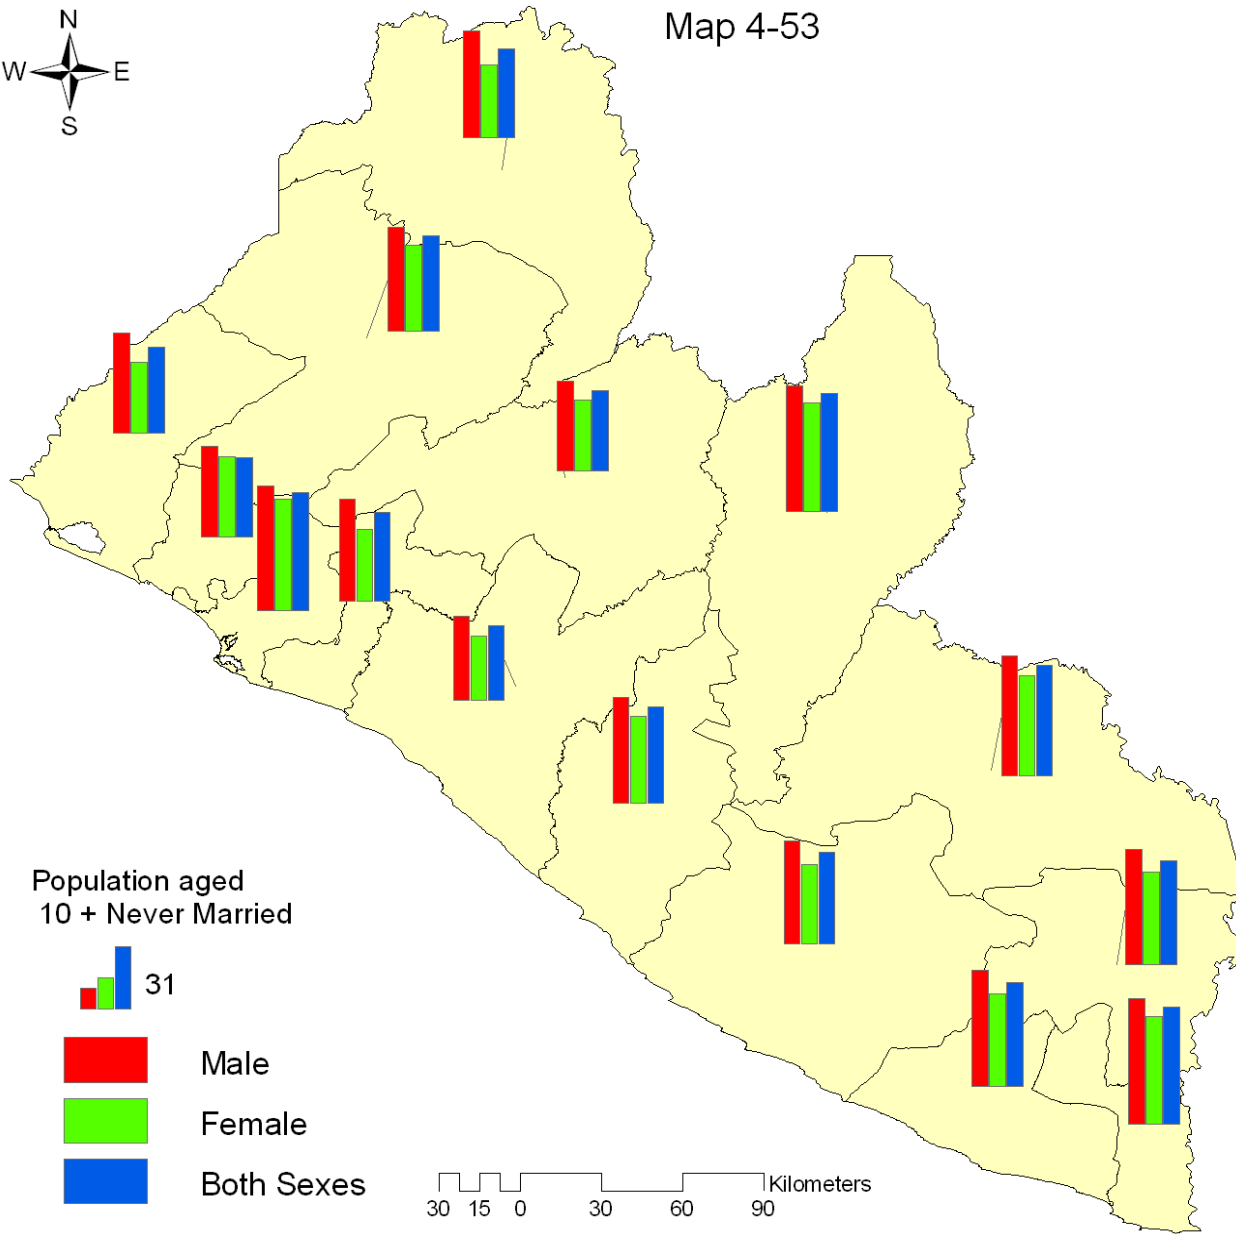 Map 4-53
N
W E
S
Population aged
10 + Never Married
31
Male
Female
Both Sexes
Kilometers
30 15 0 30 60 90